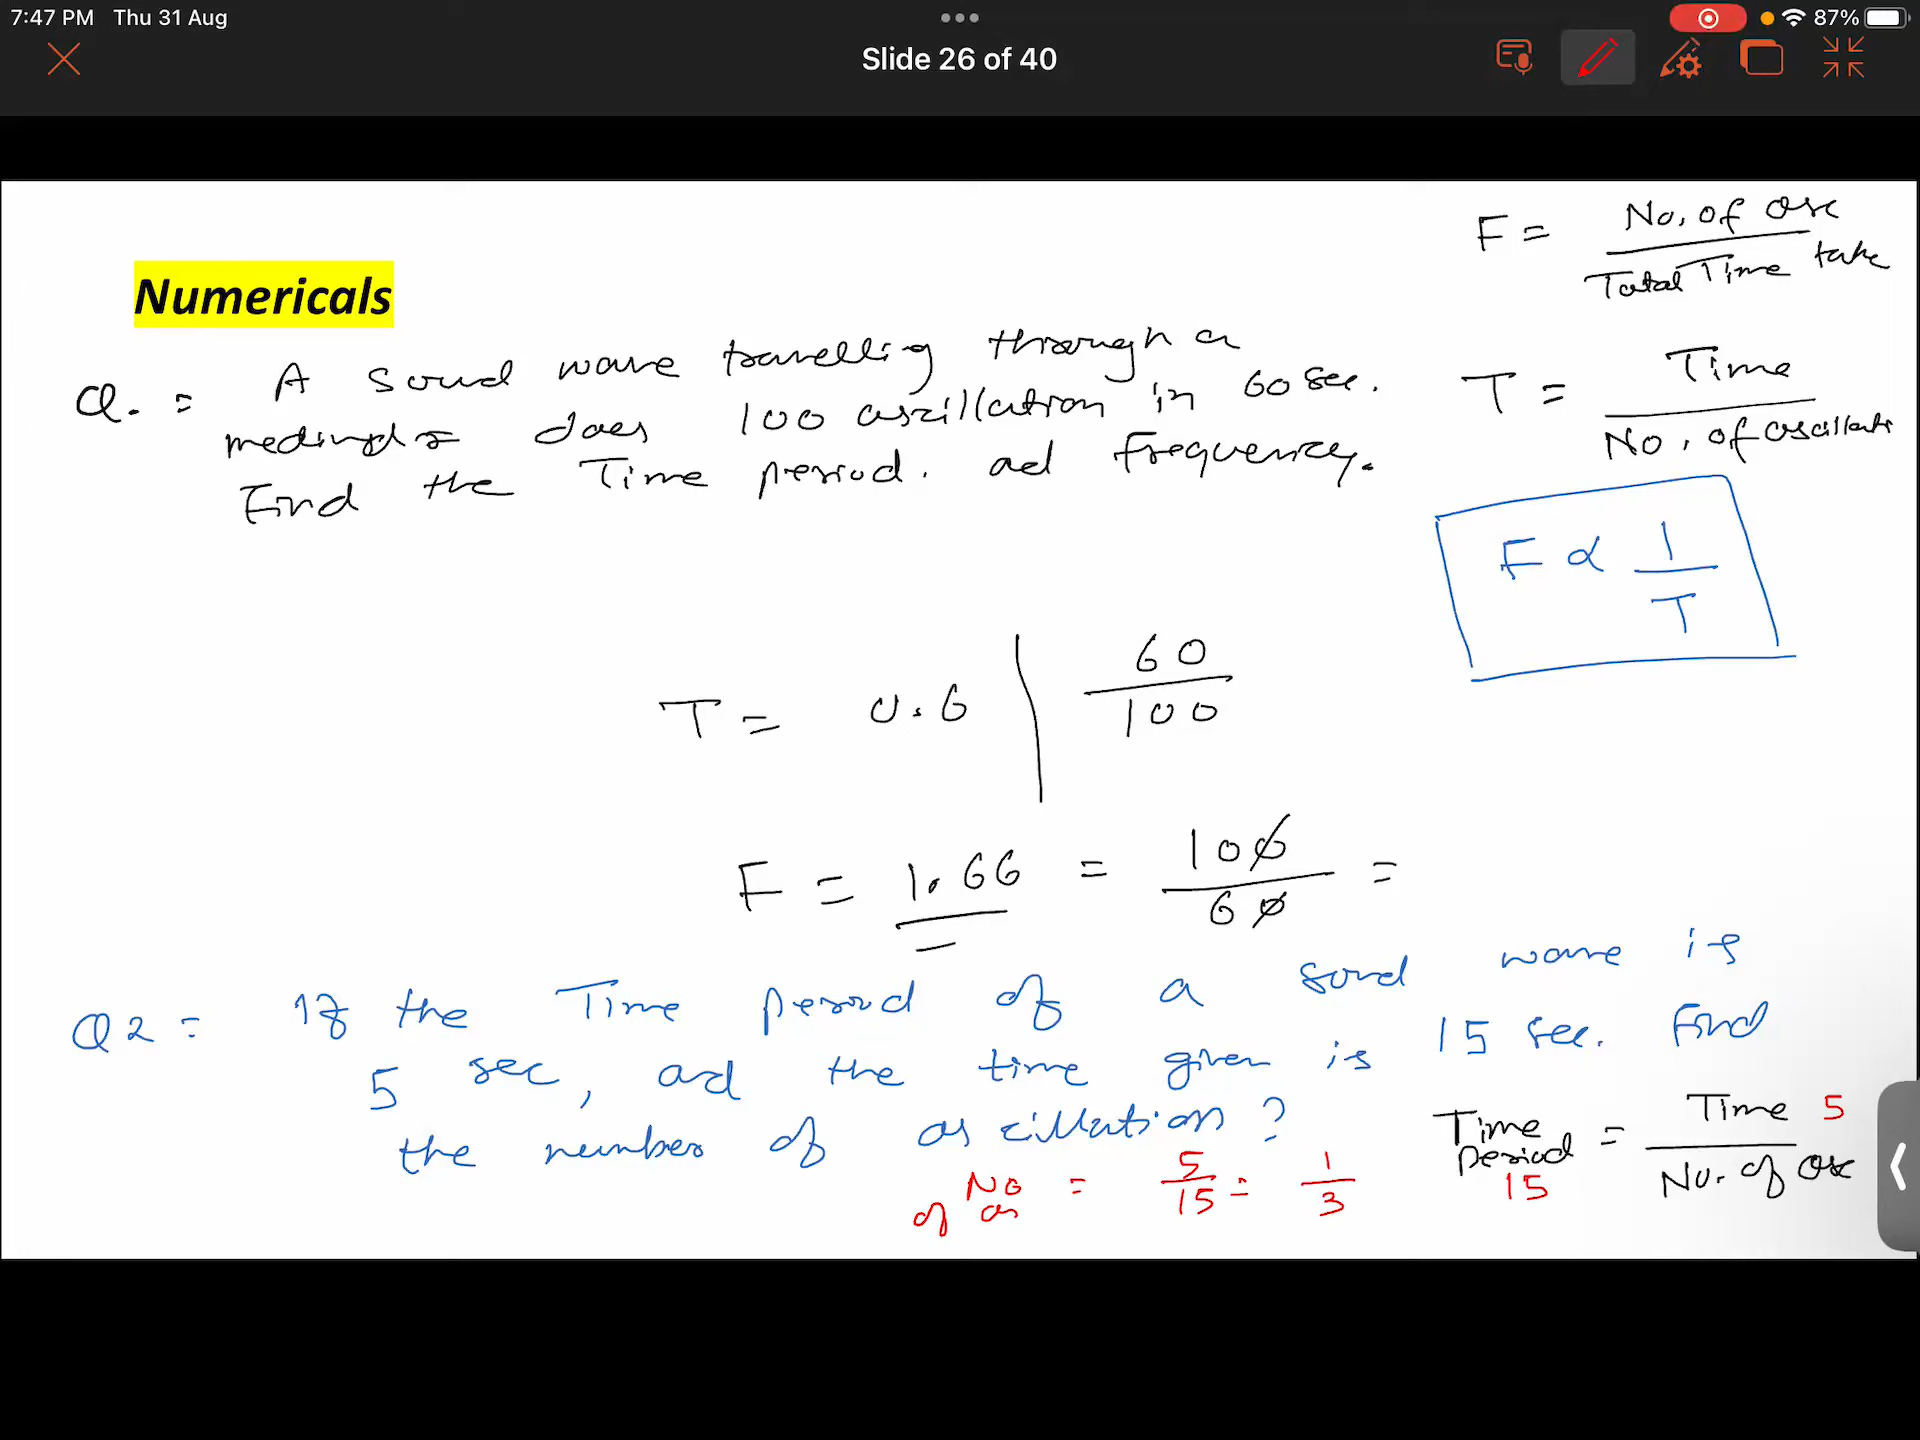 7:47 PM Thu 31 Aug
87%
Slide 26 of 40
F = No. of osc / Total Time take
Numericals
Q. = A sound wave travelling through a
medium does 100 oscillation in 60 sec.
Find the Time period. ad frequency.
T = Time / No. of oscillati
F ∝ 1 / T
T = 0.6 | 60 / 100
F = 1.66 = 100 / 60 =
Q2 = If the Time period of a sound wave is
5 sec, and the time given is 15 sec. Find
the number of oscillation?
Time Period = Time 5 / No. of osc
15
No of os = 5 / 15 = 1 / 3